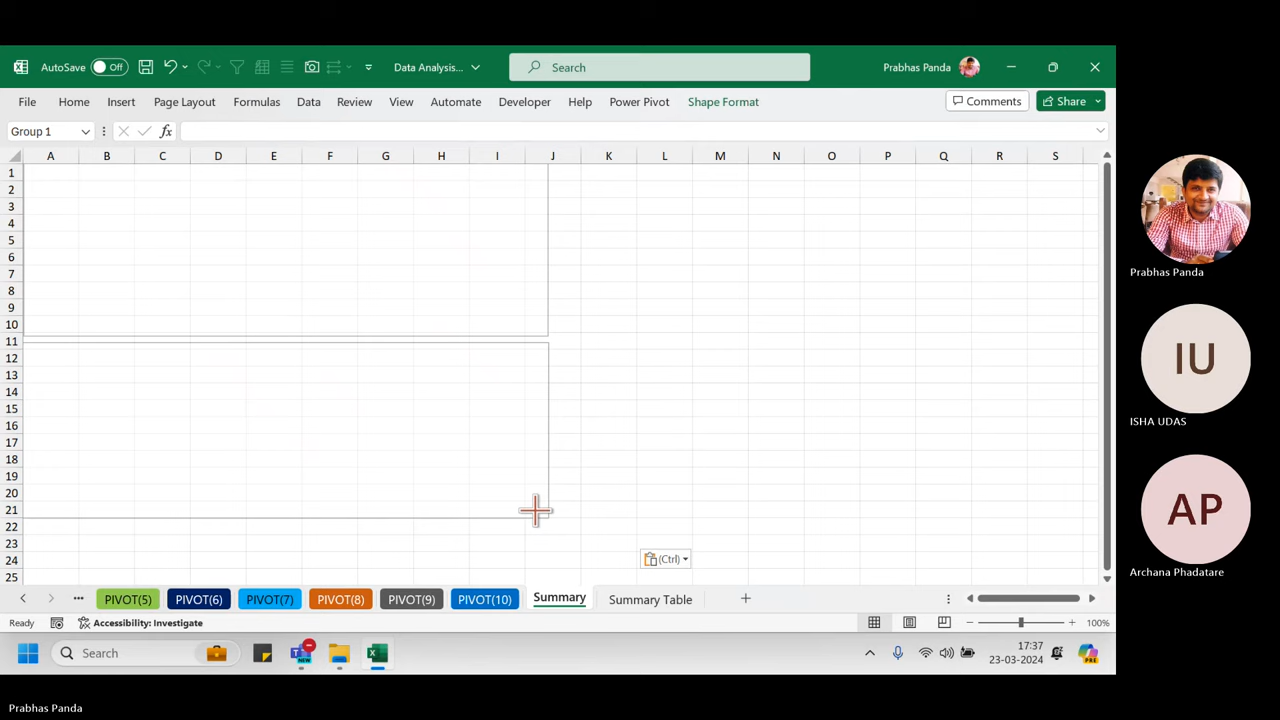 AutoSave Off Data Analysis... Search Prabhas Panda
File Home Insert Page Layout Formulas Data Review View Automate Developer Help Power Pivot Shape Format Comments Share
Group 1 fx
A B C D E F G H I J K L M N O P Q R S
1
2
3
4
5
6
7
8
9
10
11
12
13
14
15
16
17
18
19
20
21
22
23
24
25
(Ctrl)
PIVOT(5) PIVOT(6) PIVOT(7) PIVOT(8) PIVOT(9) PIVOT(10) Summary Summary Table
Ready Accessibility: Investigate 100%
Search NEW 17:37 PRE
23-03-2024
Prabhas Panda
IU
ISHA UDAS
AP
Archana Phadatare
Prabhas Panda